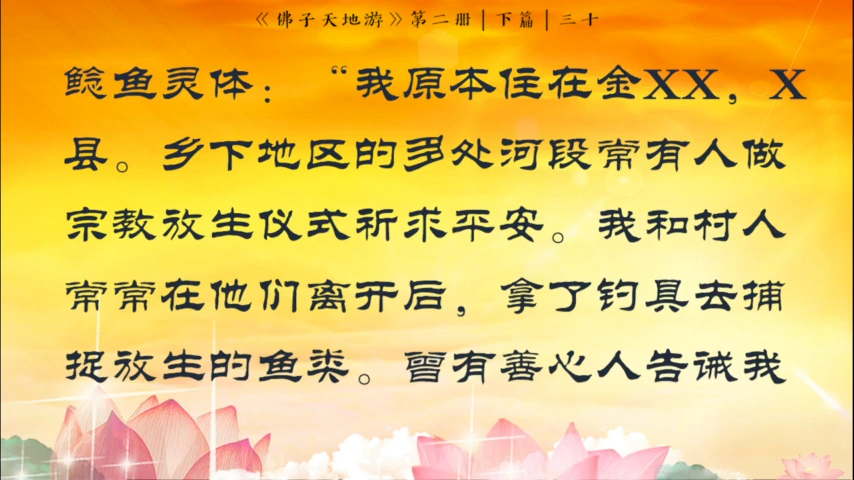 《佛子天地游》第二册|下篇|三十
鲶鱼灵体：“我原本住在金XX，X
县。乡下地区的多处河段常有人做
宗教放生仪式祈求平安。我和村人
常常在他们离开后，拿了钓具去捕
捉放生的鱼类。曾有善心人告诫我